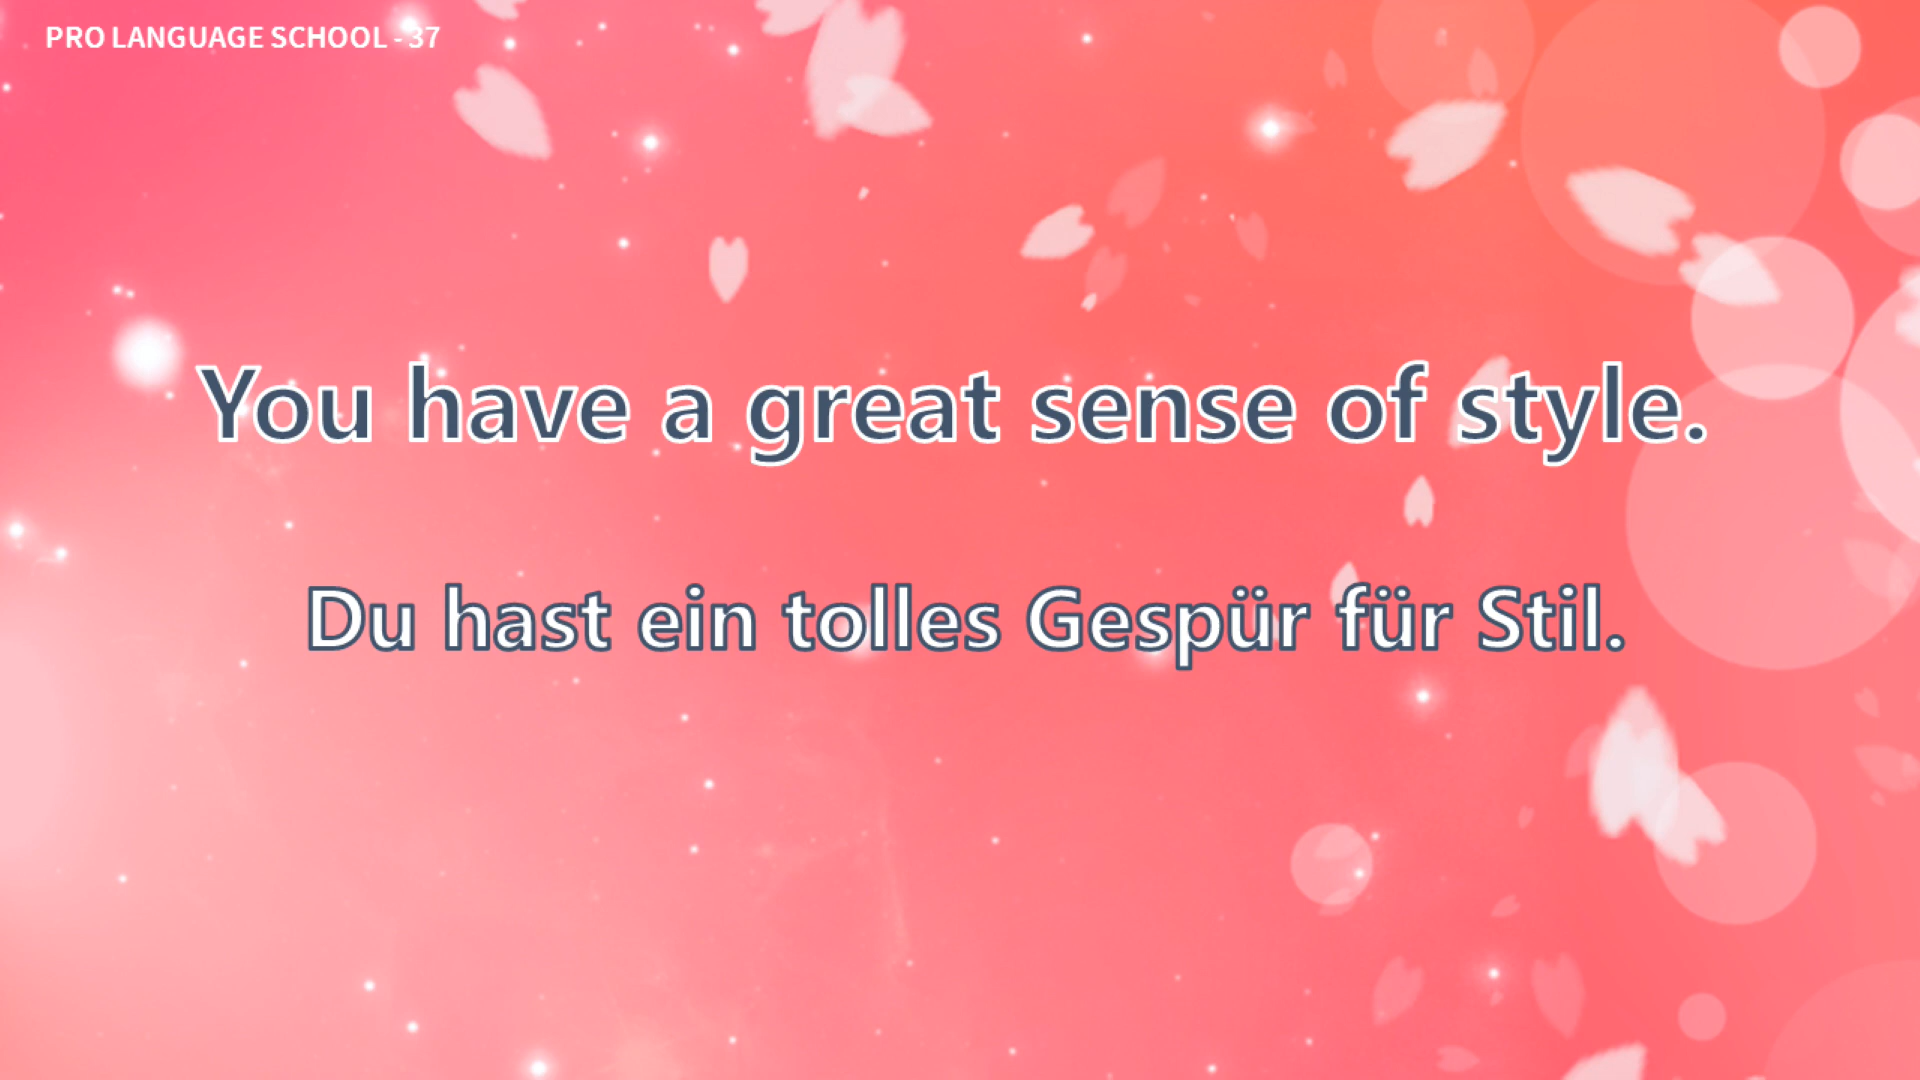 PRO LANGUAGE SCHOOL - 37
You have a great sense of style.
Du hast ein tolles Gespür für Stil.